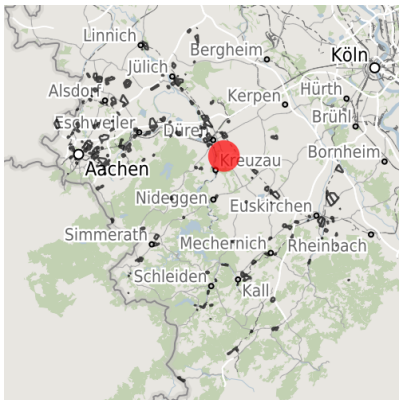 Linnich
Bergheim
Köln
Jülich
Alsdorf
Kerpen
Hürth
Eschweiler
Düren
Brühl
Kreuzau
Bornheim
Aachen
Nideggen
Euskirchen
Simmerath
Mechernich
Rheinbach
Schleiden
Kall